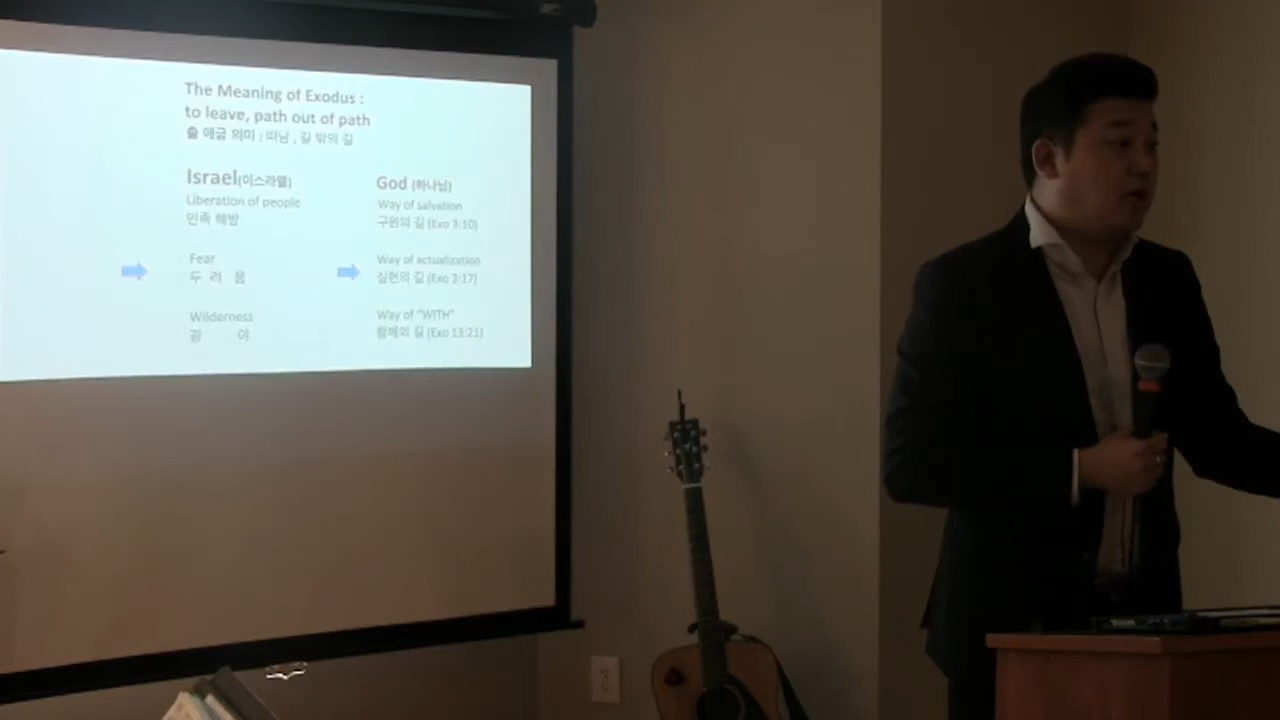 The Meaning of Exodus :
to leave, path out of path
출 애굽 의미 : 떠남 , 길 밖의 길
Israel(이스라엘)
Liberation of people
민족 해방
Fear
두 려 움
Wilderness
광 야
God (하나님)
Way of salvation
구원의 길 (Exo 3:10)
Way of actualization
실현의 길 (Exo 3:17)
Way of "WITH"
함께의 길 (Exo 13:21)